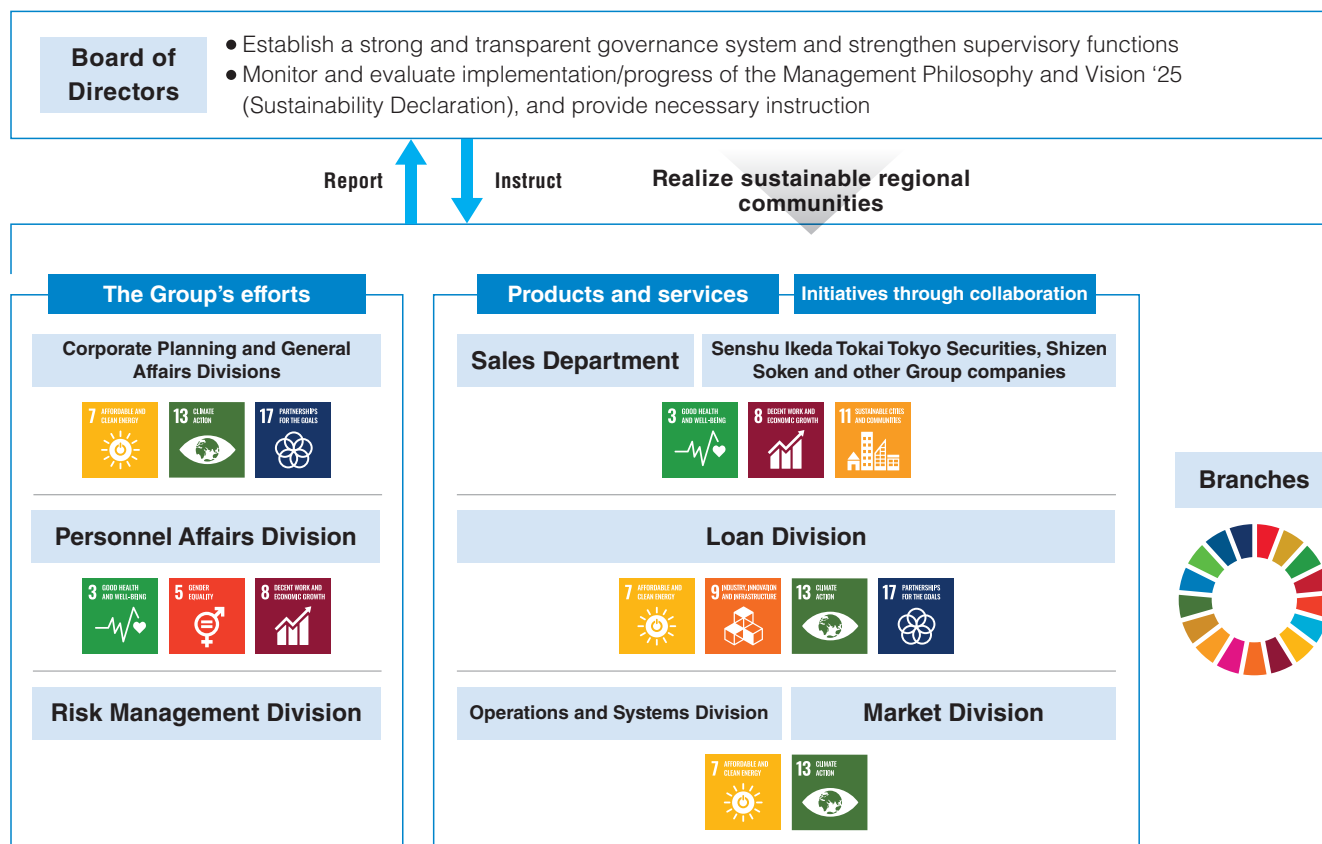 Board of
Directors
● Establish a strong and transparent governance system and strengthen supervisory functions
● Monitor and evaluate implementation/progress of the Management Philosophy and Vision ‘25
(Sustainability Declaration), and provide necessary instruction
Report
Instruct
Realize sustainable regional
communities
The Group’s efforts
Corporate Planning and General
Affairs Divisions
7 AFFORDABLE AND
CLEAN ENERGY
13 CLIMATE
ACTION
17 PARTNERSHIPS
FOR THE GOALS
Personnel Affairs Division
3 GOOD HEALTH
AND WELL-BEING
5 GENDER
EQUALITY
8 DECENT WORK AND
ECONOMIC GROWTH
Risk Management Division
Products and services
Initiatives through collaboration
Sales Department
Senshu Ikeda Tokai Tokyo Securities, Shizen
Soken and other Group companies
3 GOOD HEALTH
AND WELL-BEING
8 DECENT WORK AND
ECONOMIC GROWTH
11 SUSTAINABLE CITIES
AND COMMUNITIES
Loan Division
7 AFFORDABLE AND
CLEAN ENERGY
9 INDUSTRY, INNOVATION
AND INFRASTRUCTURE
13 CLIMATE
ACTION
17 PARTNERSHIPS
FOR THE GOALS
Operations and Systems Division
Market Division
7 AFFORDABLE AND
CLEAN ENERGY
13 CLIMATE
ACTION
Branches